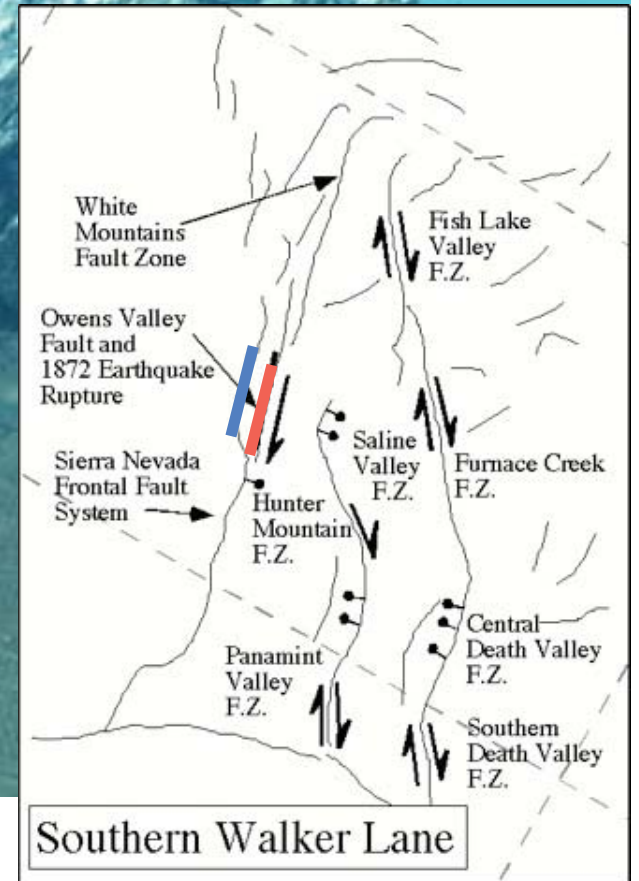 White
Mountains
Fault Zone
Fish Lake
Valley
F.Z.
Owens Valley
Fault and
1872 Earthquake
Rupture
Sierra Nevada
Frontal Fault
System
Hunter
Mountain
F.Z.
Saline
Valley
F.Z.
Furnace Creek
F.Z.
Panamint
Valley
F.Z.
Central
Death Valley
F.Z.
Southern
Death Valley
F.Z.
Southern Walker Lane